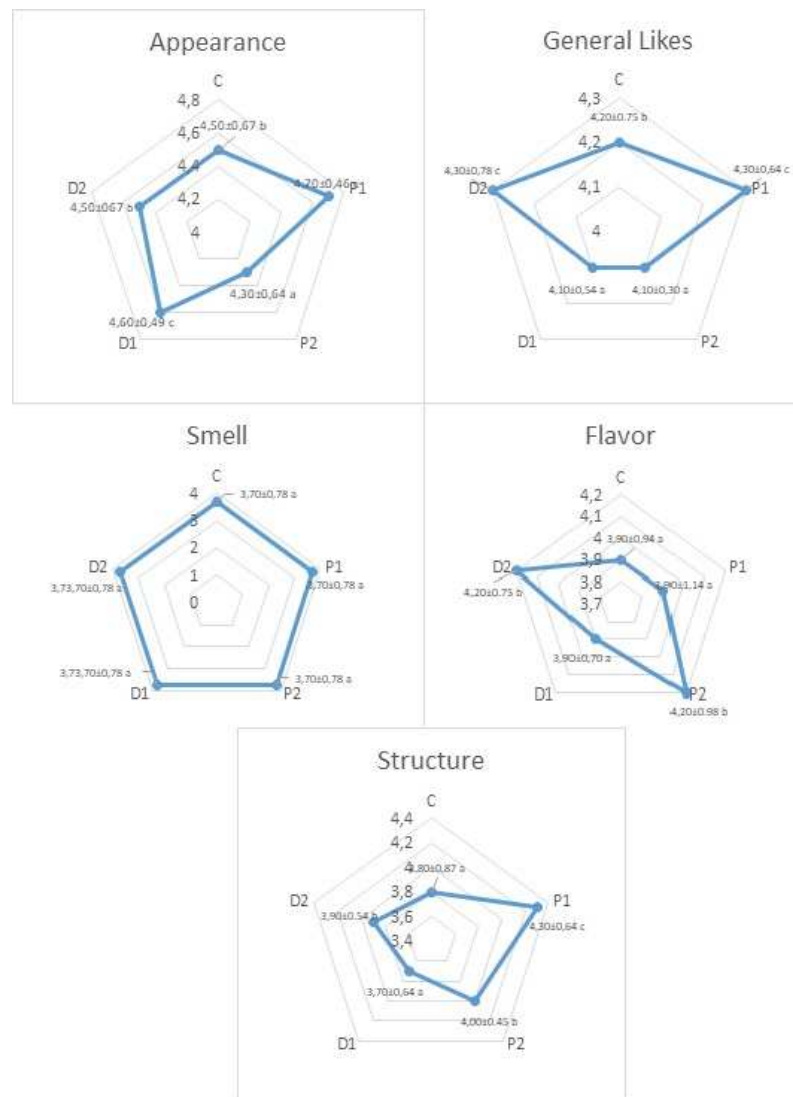 Appearance
C
4,8
4,50±0,67 b
4,6
4,4
D2
4,20±0,46
P1
4,50±067 b
4,2
4
4,30±0,64 a
4,60±0,49 c
D1
P2
General Likes
C
4,3
4,20±0.75 b
4,2
4,30±0,78 c
4,30±0,64 c
D2
P1
4,1
4
4,10±0,54 a
4,10±0,30 a
D1
P2
Smell
C
4
3,70±0,78 a
3
2
D2
P1
3,73,70±0,78 a
3,70±0,78 a
1
0
3,73,70±0,78 a
3,70±0,78 a
D1
P2
Flavor
C
4,2
4,1
4
3,90±0,94 a
D2
P1
3,9
4,20±0.75 b
3,90±1,14 a
3,8
3,7
3,90±0,70 a
D1
P2
4,20±0.98 b
Structure
C
4,4
4,2
4
3,80±0,87 a
D2
P1
3,8
3,90±0.54 b
4,30±0,64 c
3,6
3,4
3,70±0,64 a
4,00±0.45 b
D1
P2